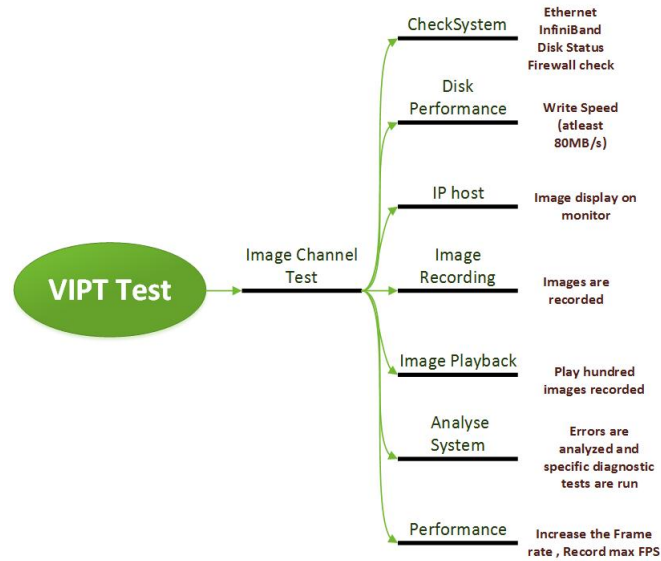 VIPT Test
Image Channel
Test
CheckSystem
Ethernet
InfiniBand
Disk Status
Firewall check
Disk
Performance
Write Speed
(atleast
80MB/s)
IP host
Image display on
monitor
Image
Recording
Images are
recorded
Image Playback
Play hundred
images recorded
Analyse
System
Errors are
analyzed and
specific diagnostic
tests are run
Performance
Increase the Frame
rate , Record max FPS